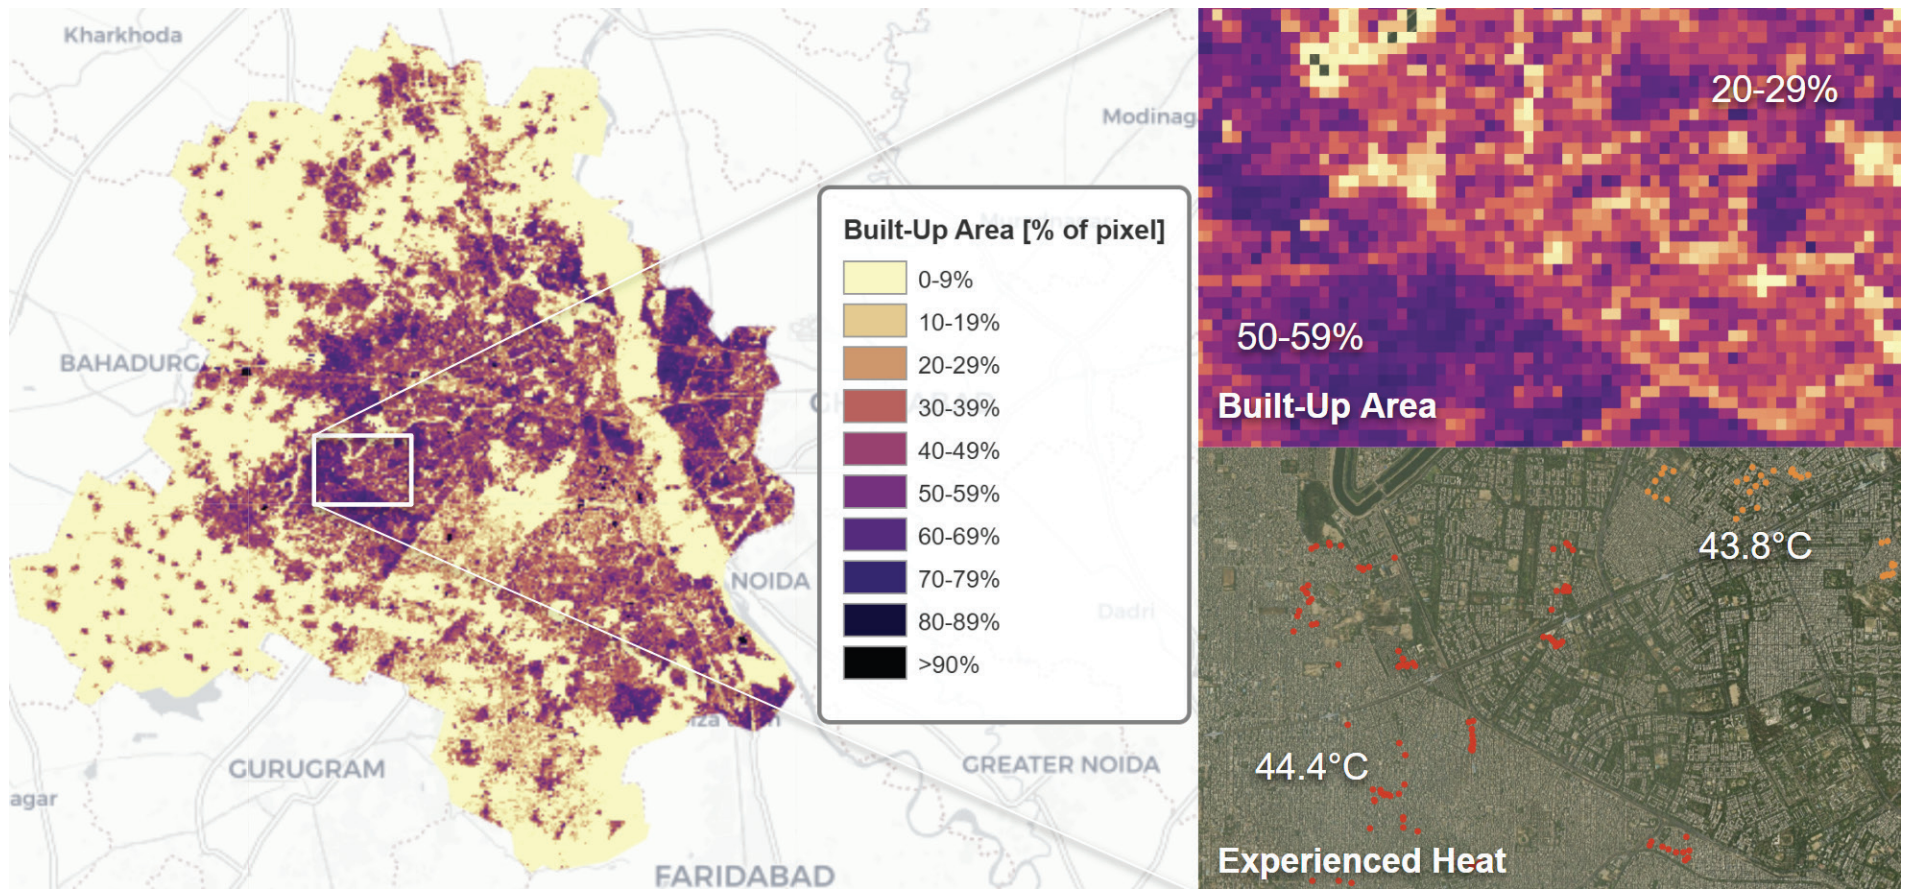 Kharkhoda
Modinag
BAHADURG
NOIDA
Dadri
GURUGRAM
agar
GREATER NOIDA
FARIDABAD
Built-Up Area [% of pixel]
0-9%
10-19%
20-29%
30-39%
40-49%
50-59%
60-69%
70-79%
80-89%
>90%
20-29%
50-59%
Built-Up Area
43.8°C
44.4°C
Experienced Heat